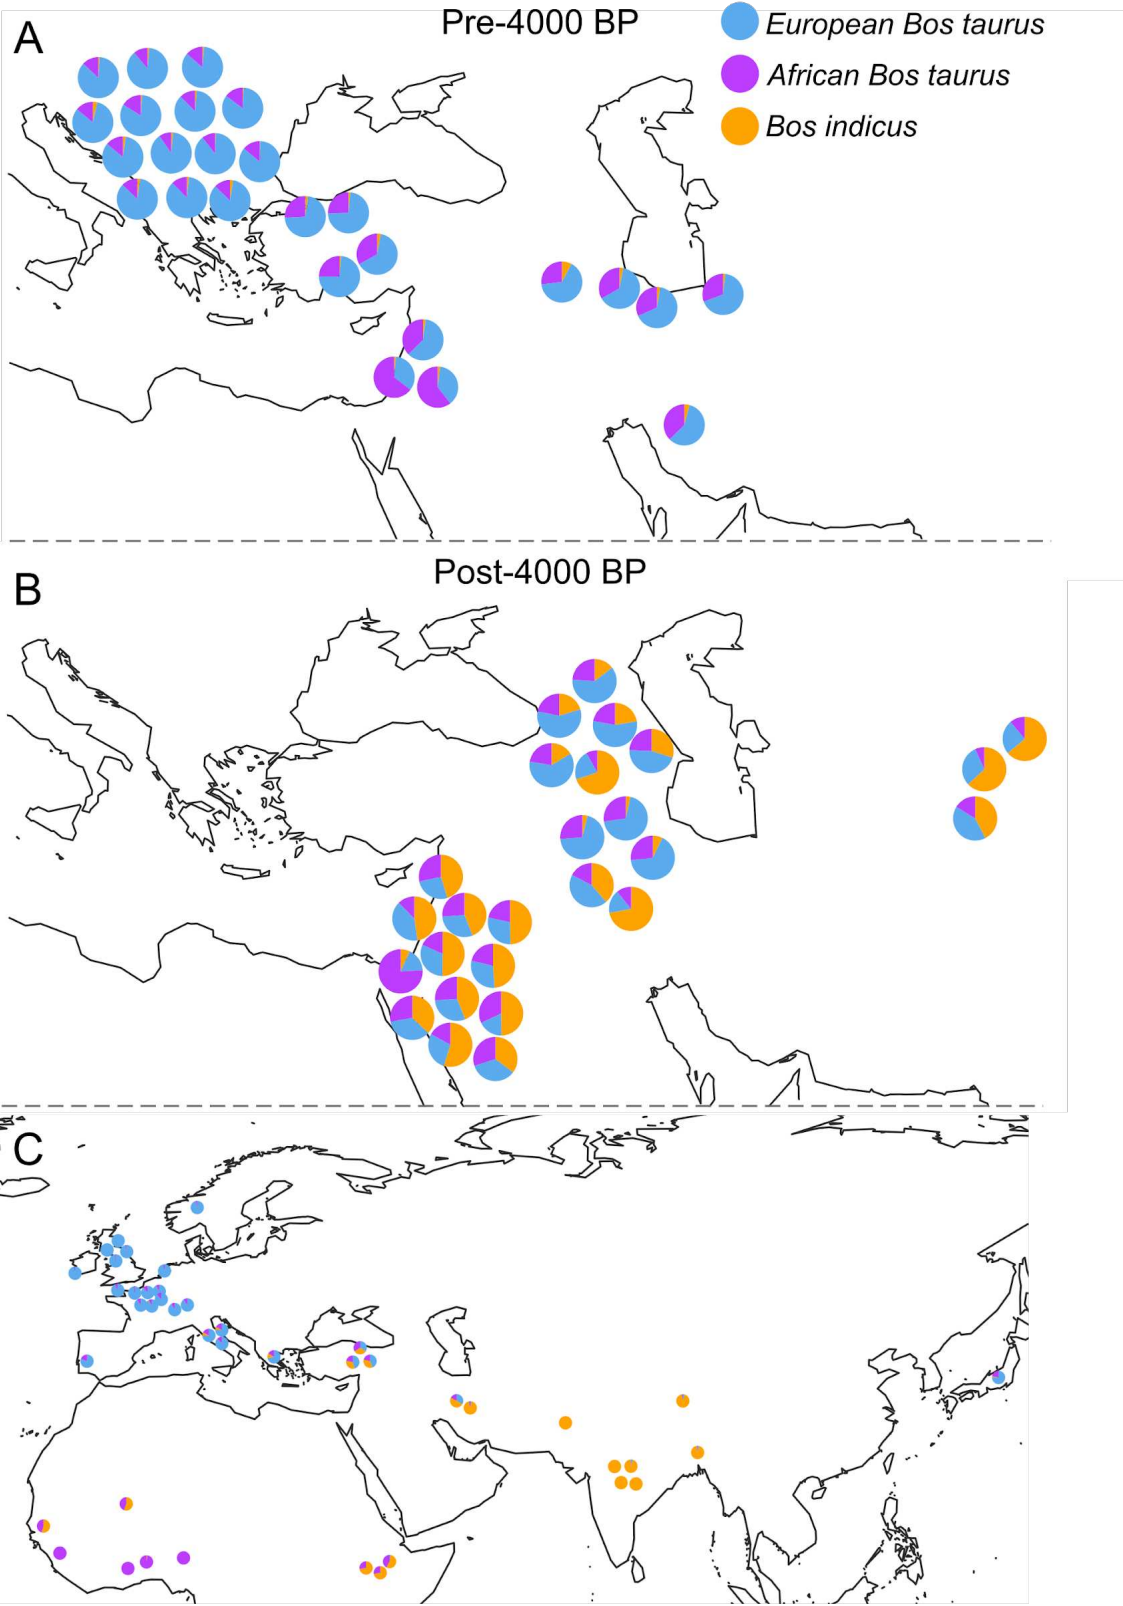 A
Pre-4000 BP
European Bos taurus
African Bos taurus
Bos indicus
Post-4000 BP
B
C